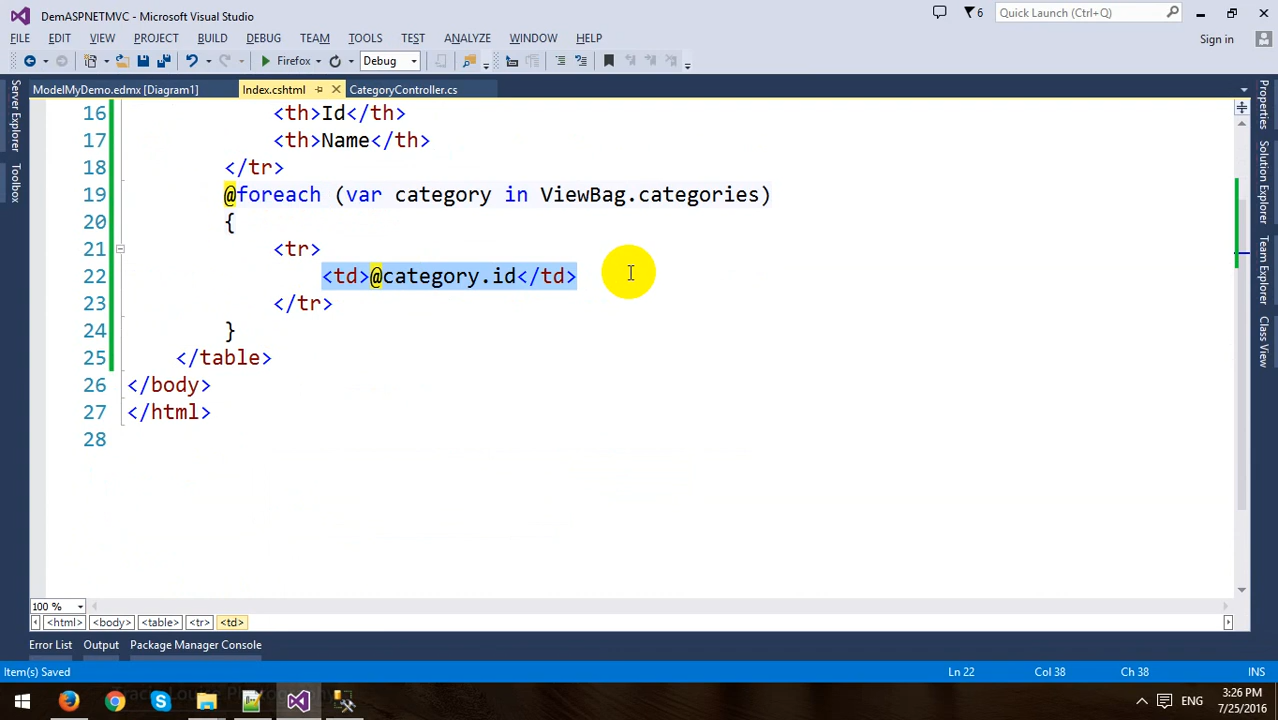 DemASPNETMVC - Microsoft Visual Studio
6
Quick Launch (Ctrl+Q)
FILE EDIT VIEW PROJECT BUILD DEBUG TEAM TOOLS TEST ANALYZE WINDOW HELP
Sign in
Firefox Debug
ModelMyDemo.edmx [Diagram1] Index.cshtml CategoryController.cs
Server Explorer
Toolbox
16 <th>Id</th>
17 <th>Name</th>
18 </tr>
19 @foreach (var category in ViewBag.categories)
20 {
21 <tr>
22 <td>@category.id</td>
23 </tr>
24 }
25 </table>
26 </body>
27 </html>
28
Properties
Solution Explorer
Team Explorer
Class View
100 %
<html> <body> <table> <tr> <td>
Error List Output Package Manager Console
Item(s) Saved Ln 22 Col 38 Ch 38 INS
ENG
3:26 PM
7/25/2016